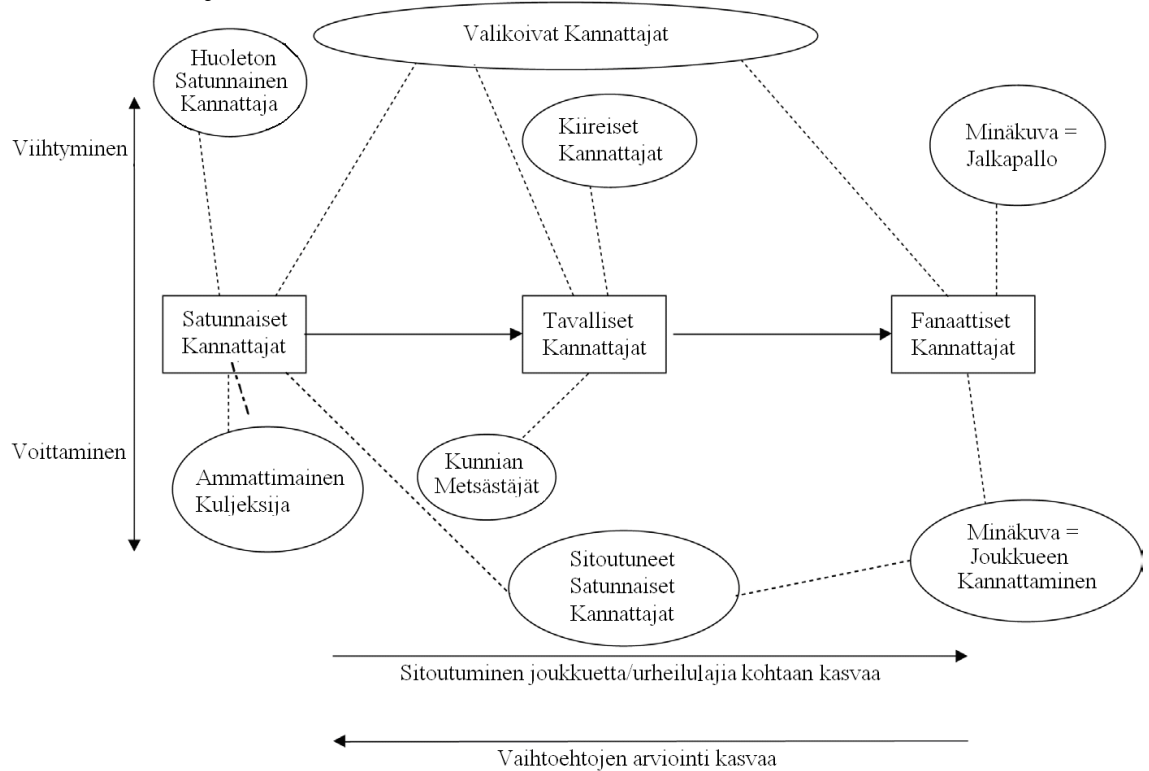 Valikoivat Kannattajat
Huoleton
Satunnainen
Kannattaja
Kiireiset
Kannattajat
Minäkuva =
Jalkapallo
Viihtyminen
Satunnaiset
Kannattajat
Tavalliset
Kannattajat
Fanaattiset
Kannattajat
Voittaminen
Ammattimainen
Kuljeksija
Kunnian
Metsästäjät
Sitoutuneet
Satunnaiset
Kannattajat
Minäkuva =
Joukkueen
Kannattaminen
Sitoutuminen joukkuetta/urheilulajia kohtaan kasvaa
Vaihtoehtojen arviointi kasvaa